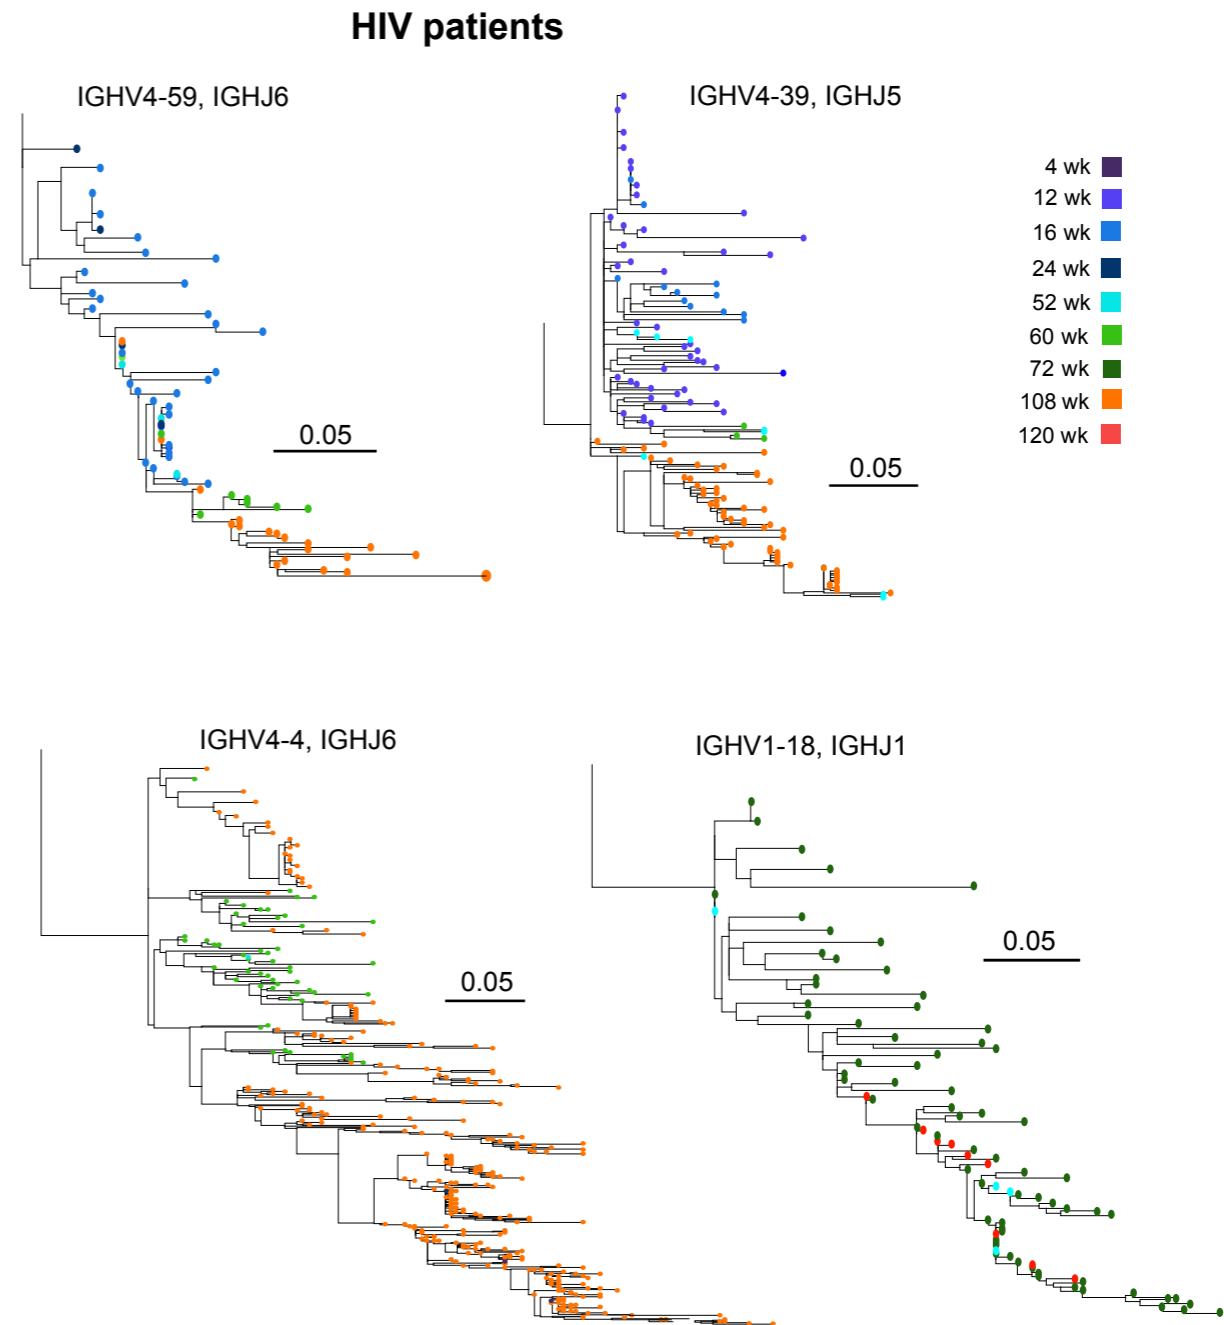 HIV patients
IGHV4-59, IGHJ6
IGHV4-39, IGHJ5
4 wk
12 wk
16 wk
24 wk
52 wk
60 wk
72 wk
108 wk
120 wk
0.05
0.05
IGHV4-4, IGHJ6
IGHV1-18, IGHJ1
0.05
0.05